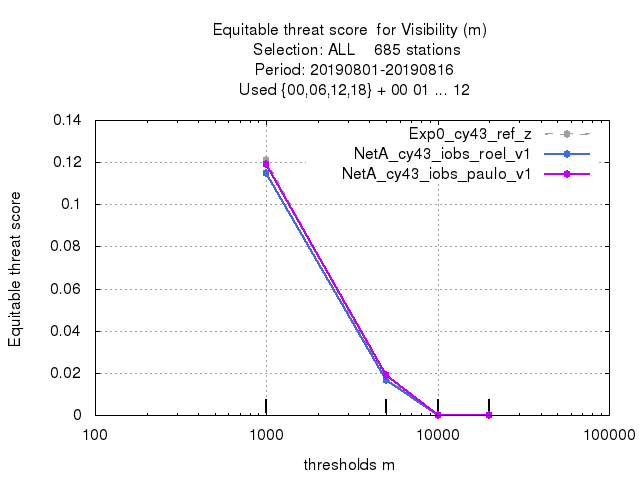 Equitable threat score  for Visibility (m)
Selection: ALL    685 stations
Period: 20190801-20190816
Used {00,06,12,18} + 00 01 ... 12
Exp0_cy43_ref_z
NetA_cy43_iobs_roel_v1
NetA_cy43_iobs_paulo_v1
Equitable threat score
0.14
0.12
0.1
0.08
0.06
0.04
0.02
0
100 1000 10000 100000
thresholds m